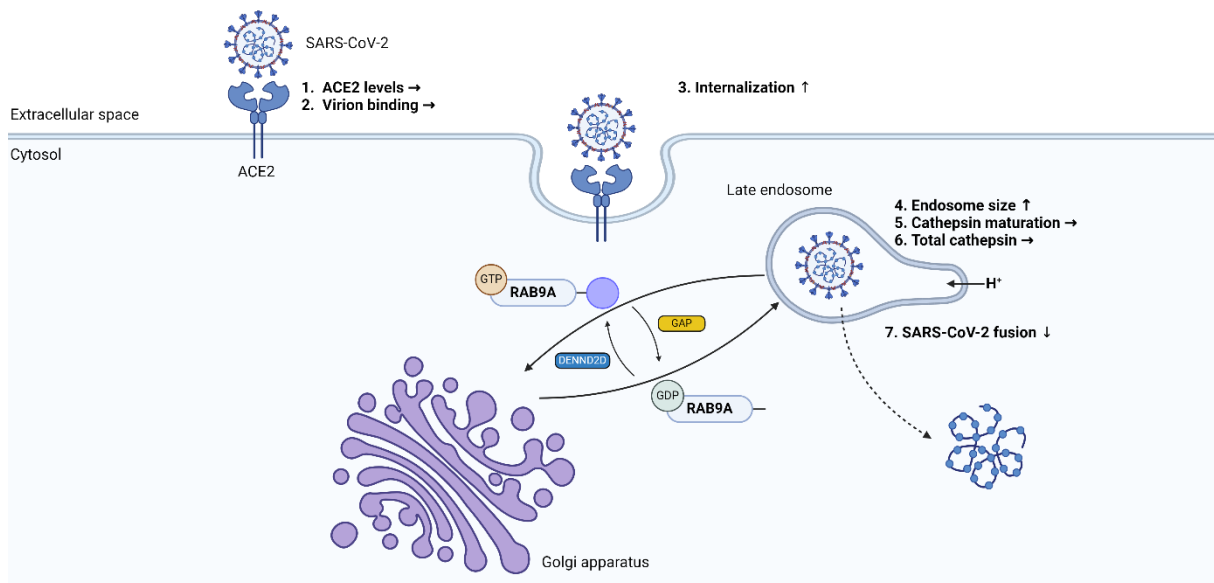 SARS-CoV-2
1. ACE2 levels →
2. Virion binding →
3. Internalization ↑
Extracellular space
Cytosol
ACE2
Late endosome
4. Endosome size ↑
5. Cathepsin maturation →
6. Total cathepsin →
H⁺
GTP
RAB9A
GAP
7. SARS-CoV-2 fusion ↓
DENND2D
GDP
RAB9A
Golgi apparatus